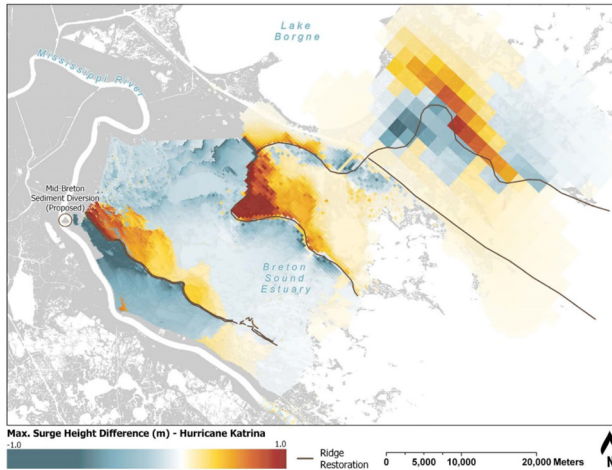 Lake
Borgne
Mississippi River
Mid-Breton
Sediment Diversion
(Proposed)
Breton
Sound
Estuary
Max. Surge Height Difference (m) - Hurricane Katrina
-1.0
1.0
Ridge
Restoration
0
5,000
10,000
20,000 Meters
N